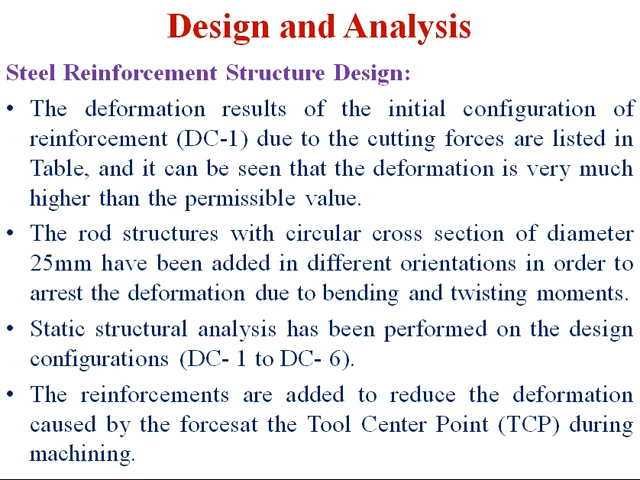 Design and Analysis
Steel Reinforcement Structure Design:
• The deformation results of the initial configuration of
reinforcement (DC-1) due to the cutting forces are listed in
Table, and it can be seen that the deformation is very much
higher than the permissible value.
• The rod structures with circular cross section of diameter
25mm have been added in different orientations in order to
arrest the deformation due to bending and twisting moments.
• Static structural analysis has been performed on the design
configurations (DC- 1 to DC- 6).
• The reinforcements are added to reduce the deformation
caused by the forcesat the Tool Center Point (TCP) during
machining.